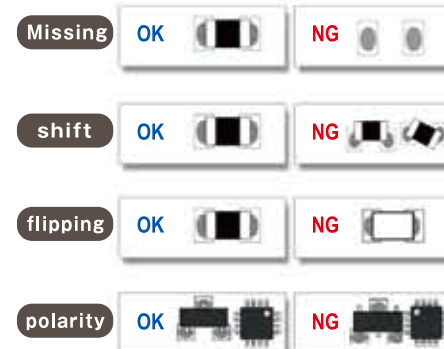 Missing OK NG
shift OK NG
flipping OK NG
polarity OK NG